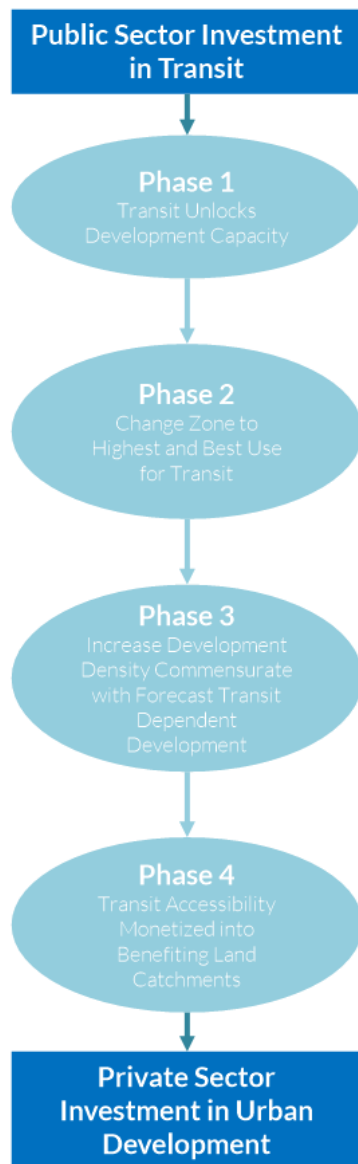 Public Sector Investment
in Transit
Phase 1
Transit Unlocks
Development Capacity
Phase 2
Change Zone to
Highest and Best Use
for Transit
Phase 3
Increase Development
Density Commensurate
with Forecast Transit
Dependent
Development
Phase 4
Transit Accessibility
Monetized into
Benefiting Land
Catchments
Private Sector
Investment in Urban
Development